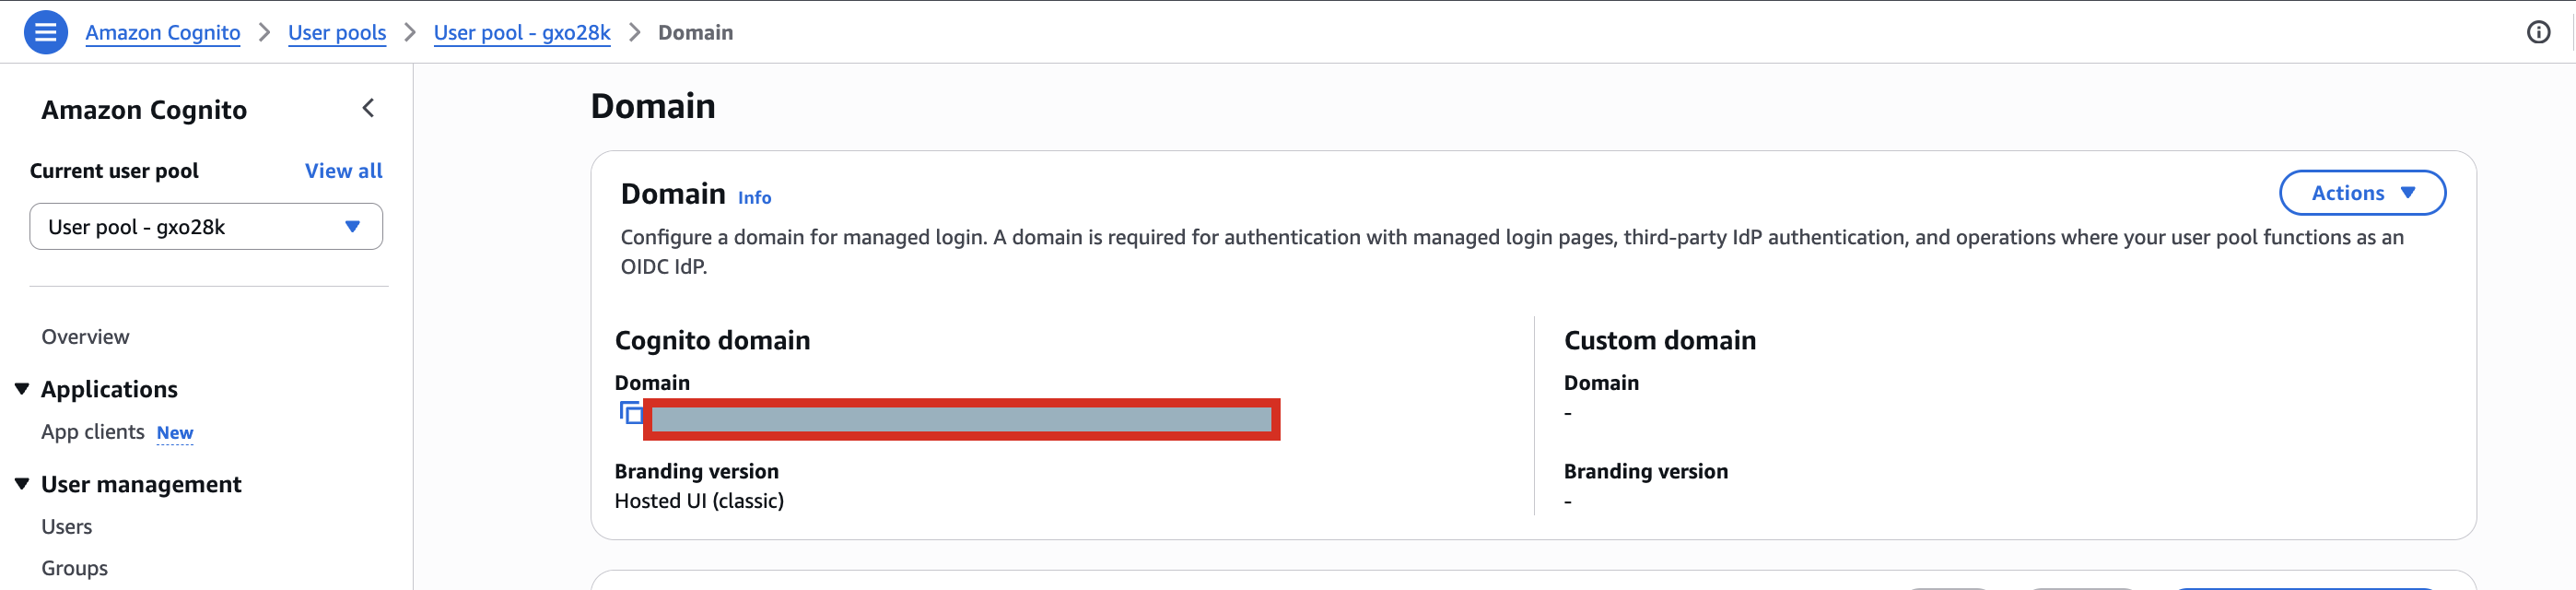 Amazon Cognito > User pools > User pool - gxo28k > Domain
Amazon Cognito
Current user pool View all
User pool - gxo28k
Overview
Applications
App clients New
User management
Users
Groups
Domain
Domain Info
Actions
Configure a domain for managed login. A domain is required for authentication with managed login pages, third-party IdP authentication, and operations where your user pool functions as an
OIDC IdP.
Cognito domain
Domain
Branding version
Hosted UI (classic)
Custom domain
Domain
-
Branding version
-